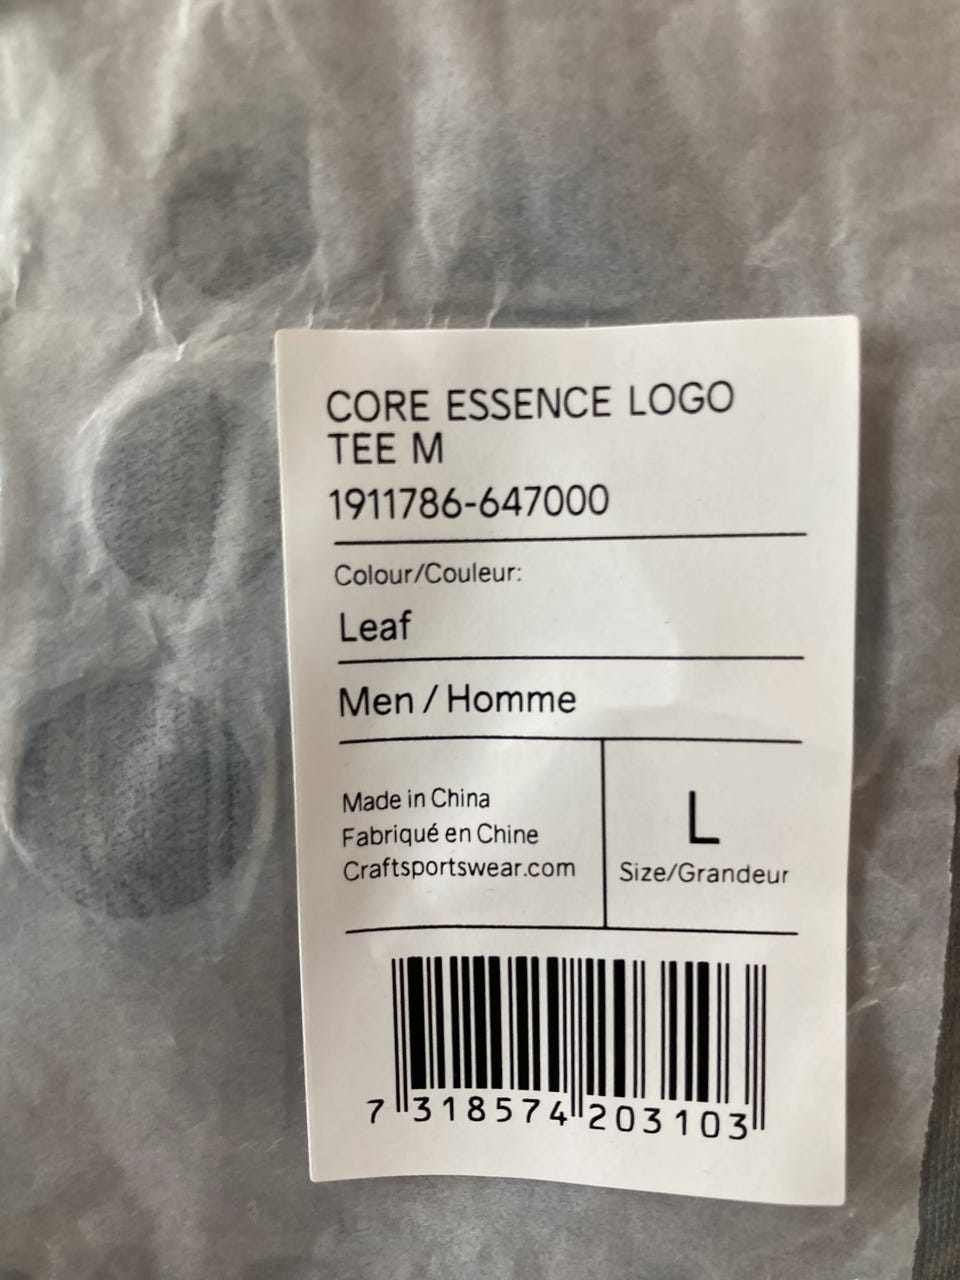 CORE ESSENCE LOGO
TEE M
1911786-647000
Colour/Couleur:
Leaf
Men / Homme
Made in China
Fabriqué en Chine
Craftsportswear.com
L
Size/Grandeur
7 318574 203103